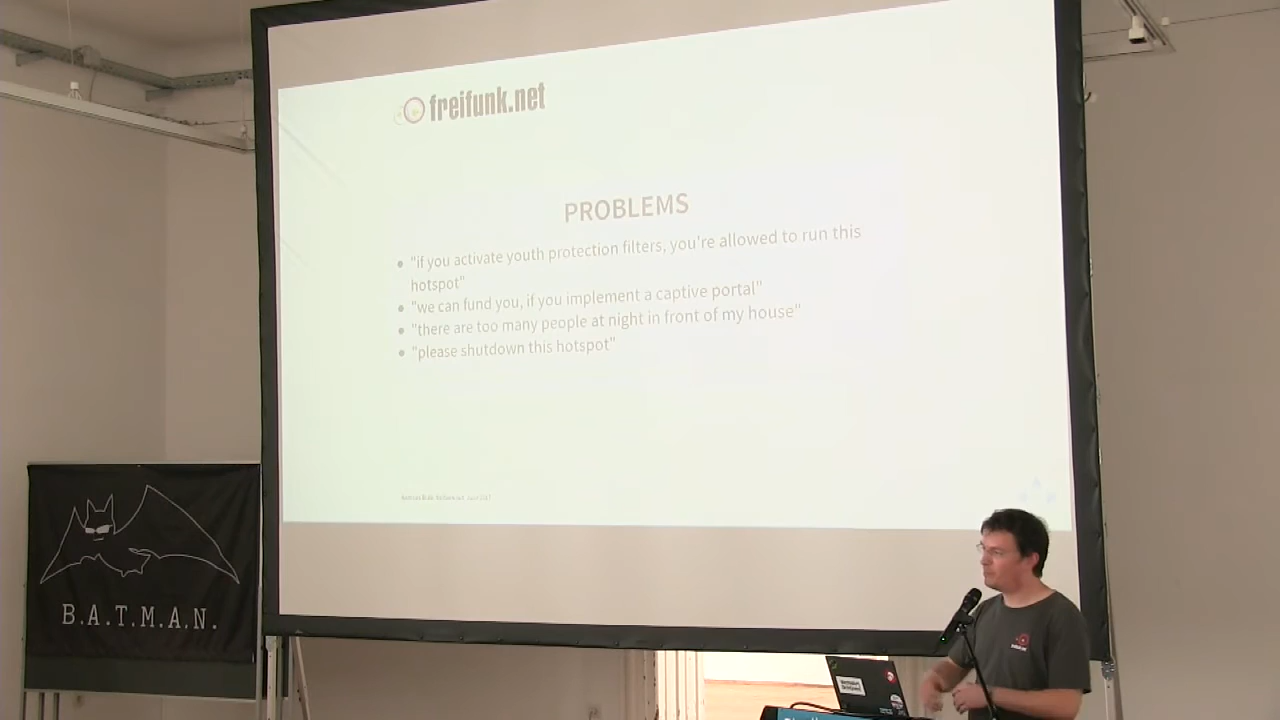 freifunk.net
PROBLEMS
"if you activate youth protection filters, you're allowed to run this
hotspot"
"we can fund you, if you implement a captive portal"
"there are too many people at night in front of my house"
"please shutdown this hotspot"
B.A.T.M.A.N.